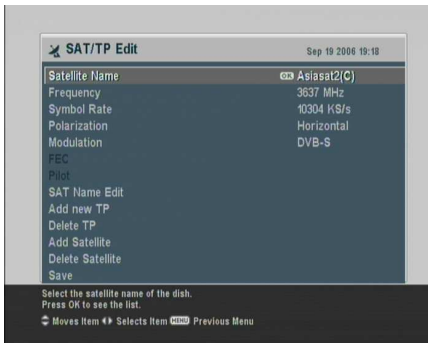 SAT/TP Edit
Sep 19 2006 19:18
Satellite Name OK Asiasat2(C)
Frequency 3637 MHz
Symbol Rate 10304 KS/s
Polarization Horizontal
Modulation DVB-S
FEC
Pilot
SAT Name Edit
Add new TP
Delete TP
Add Satellite
Delete Satellite
Save
Select the satellite name of the dish.
Press OK to see the list.
Moves Item Selects Item MENU Previous Menu